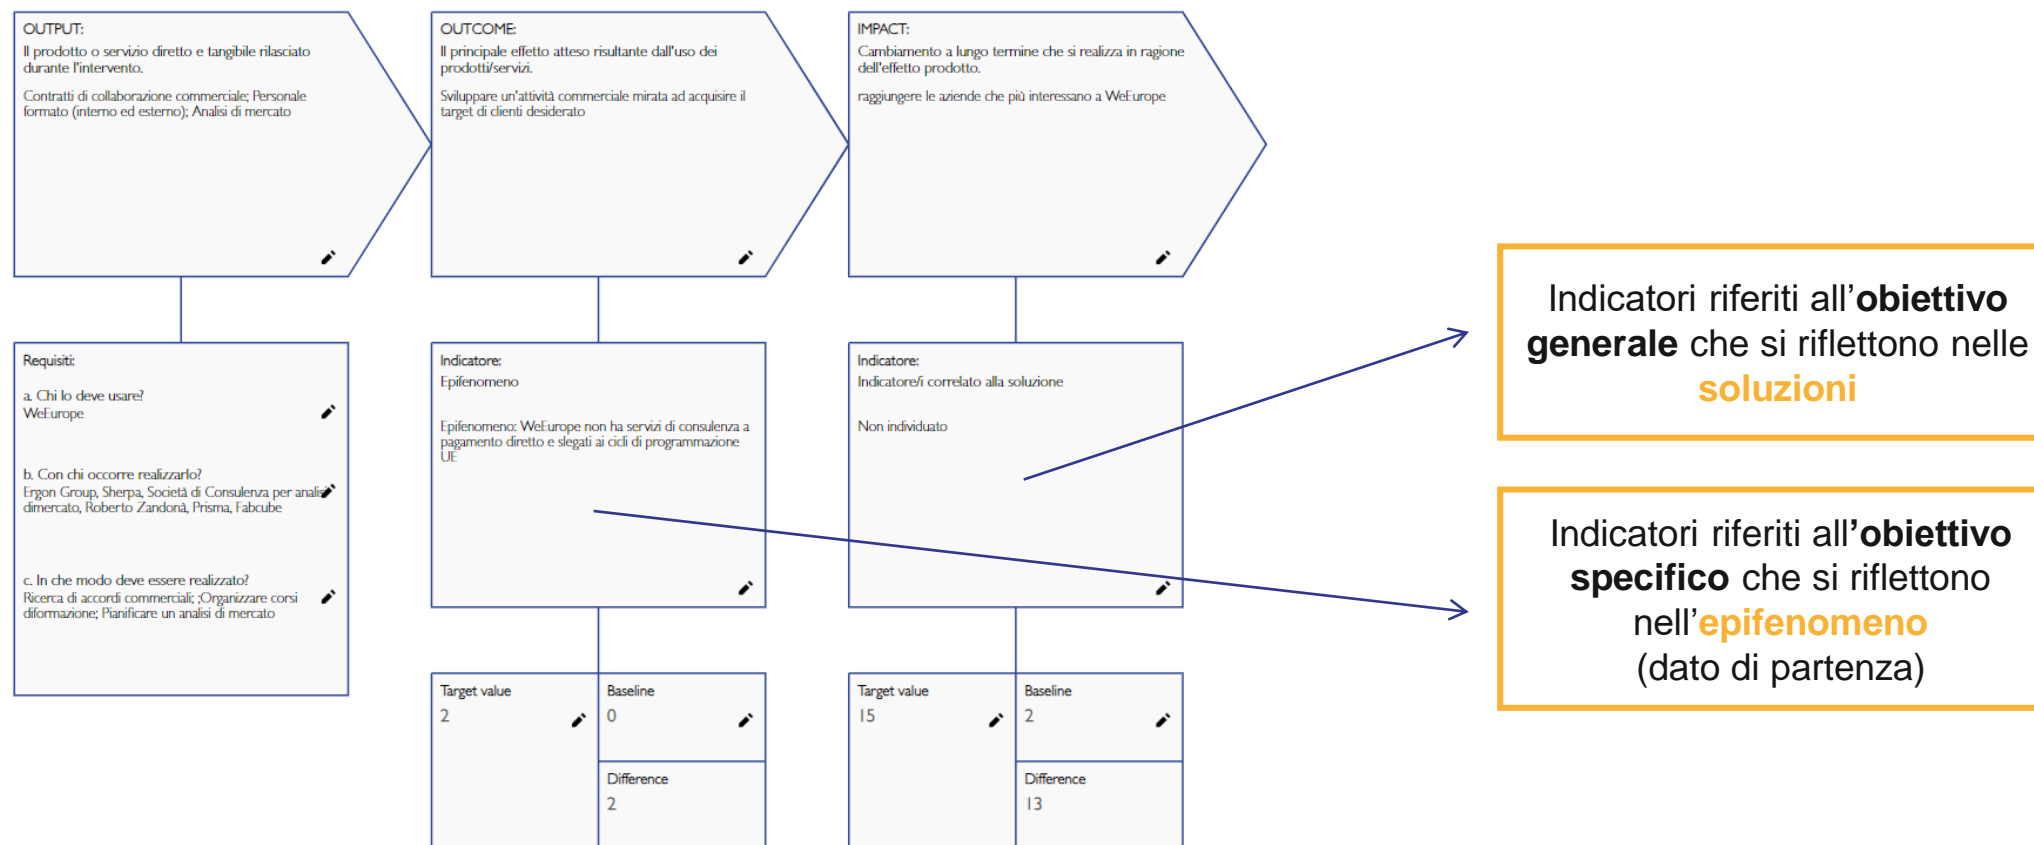 OUTPUT:
Il prodotto o servizio diretto e tangibile rilasciato
durante l'intervento.
Contratti di collaborazione commerciale; Personale
formato (interno ed esterno); Analisi di mercato
OUTCOME:
Il principale effetto atteso risultante dall'uso dei
prodotti/servizi.
Sviluppare un'attività commerciale mirata ad acquisire il
target di clienti desiderato
IMPACT:
Cambiamento a lungo termine che si realizza in ragione
dell'effetto prodotto.
raggiungere le aziende che più interessano a WeEurope
Requisiti:
a. Chi lo deve usare?
WeEurope
b. Con chi occorre realizzarlo?
Ergon Group, Sherpa, Società di Consulenza per analisi
dimercato, Roberto Zandonà, Prisma, Fabcube
c. In che modo deve essere realizzato?
Ricerca di accordi commerciali; ;Organizzare corsi
diformazione; Pianificare un analisi di mercato
Indicatore:
Epifenomeno
Epifenomeno: WeEurope non ha servizi di consulenza a
pagamento diretto e slegati ai cicli di programmazione
UE
Indicatore:
Indicatore/i correlato alla soluzione
Non individuato
Target value
2
Baseline
0
Difference
2
Target value
15
Baseline
2
Difference
13
Indicatori riferiti all'obiettivo
generale che si riflettono nelle
soluzioni
Indicatori riferiti all'obiettivo
specifico che si riflettono
nell'epifenomeno
(dato di partenza)